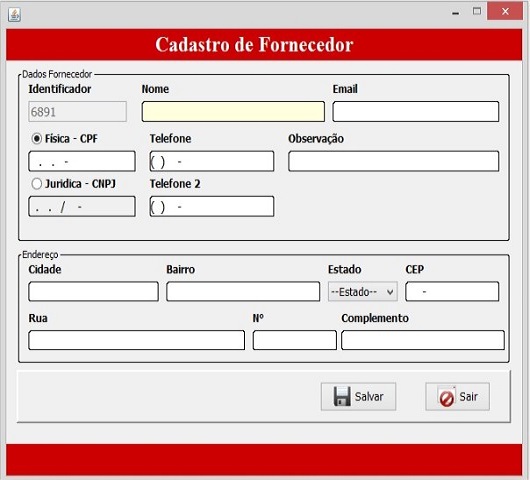 Cadastro de Fornecedor
Dados Fornecedor
Identificador Nome Email
6891
Física - CPF Telefone Observação
. . - ( ) -
Juridica - CNPJ Telefone 2
. . / - ( ) -
Endereço
Cidade Bairro Estado CEP
--Estado-- -
Rua Nº Complemento
Salvar Sair